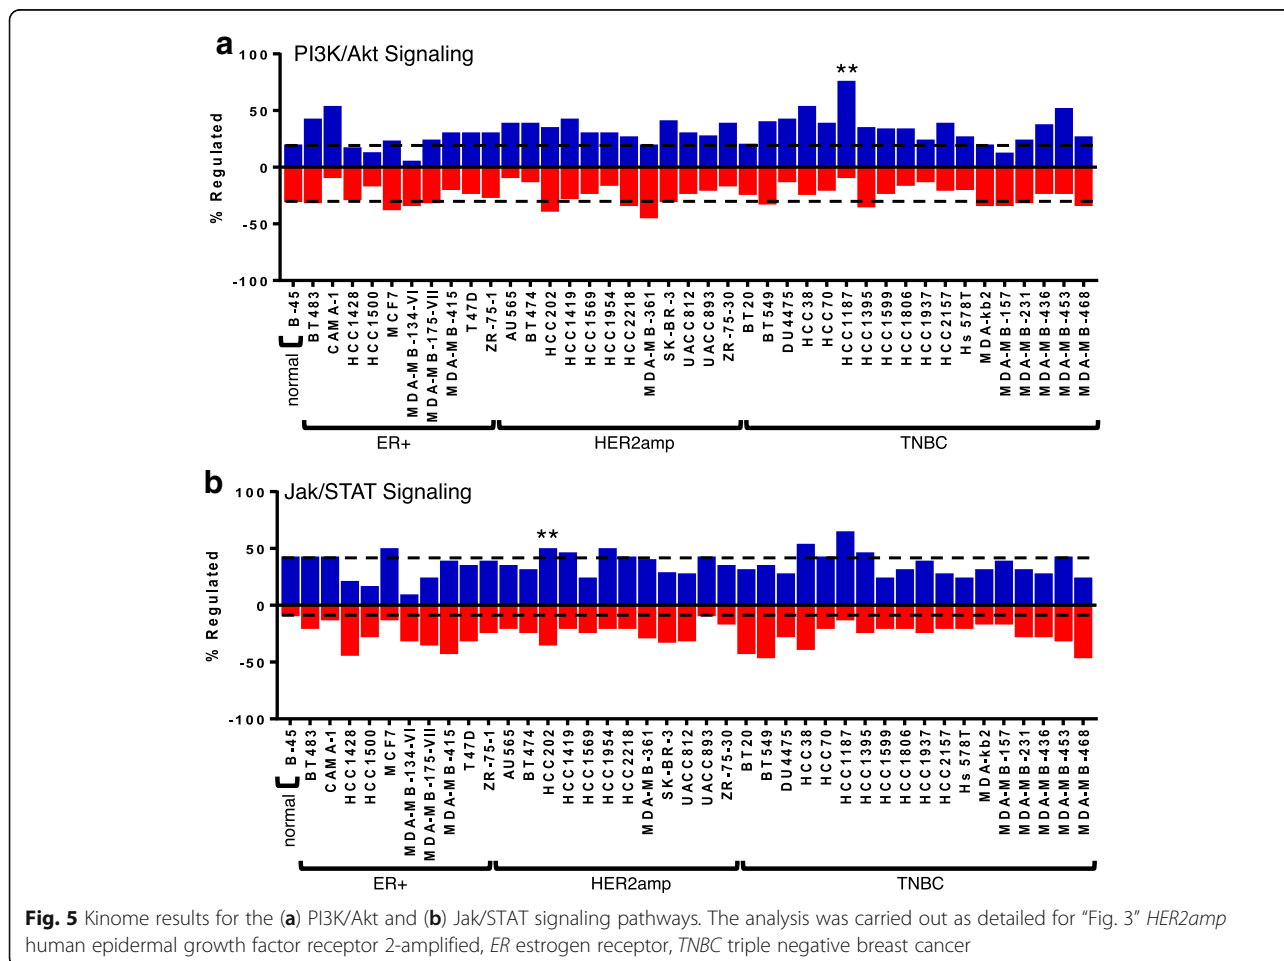 a
PI3K/Akt Signaling
100
50
0
-50
-100
% Regulated
**
B-45
BT483
CAMA-1
HCC1428
HCC1500
MCF7
MDA-MB-134-VI
MDA-MB-175-VII
MDA-MB-415
T47D
ZR-75-1
AU565
BT474
HCC202
HCC1419
HCC1569
HCC1954
HCC2218
MDA-MB-361
SK-BR-3
UACC812
UACC893
ZR-75-30
BT20
BT549
DU4475
HCC38
HCC70
HCC1187
HCC1395
HCC1599
HCC1806
HCC1937
HCC2157
Hs578T
MDA-kb2
MDA-MB-157
MDA-MB-231
MDA-MB-436
MDA-MB-453
MDA-MB-468
normal
ER+
HER2amp
TNBC
b
Jak/STAT Signaling
100
50
0
-50
-100
% Regulated
**
B-45
BT483
CAMA-1
HCC1428
HCC1500
MCF7
MDA-MB-134-VI
MDA-MB-175-VII
MDA-MB-415
T47D
ZR-75-1
AU565
BT474
HCC202
HCC1419
HCC1569
HCC1954
HCC2218
MDA-MB-361
SK-BR-3
UACC812
UACC893
ZR-75-30
BT20
BT549
DU4475
HCC38
HCC70
HCC1187
HCC1395
HCC1599
HCC1806
HCC1937
HCC2157
Hs578T
MDA-kb2
MDA-MB-157
MDA-MB-231
MDA-MB-436
MDA-MB-453
MDA-MB-468
normal
ER+
HER2amp
TNBC
Fig. 5 Kinome results for the (a) PI3K/Akt and (b) Jak/STAT signaling pathways. The analysis was carried out as detailed for “Fig. 3” HER2amp
human epidermal growth factor receptor 2-amplified, ER estrogen receptor, TNBC triple negative breast cancer